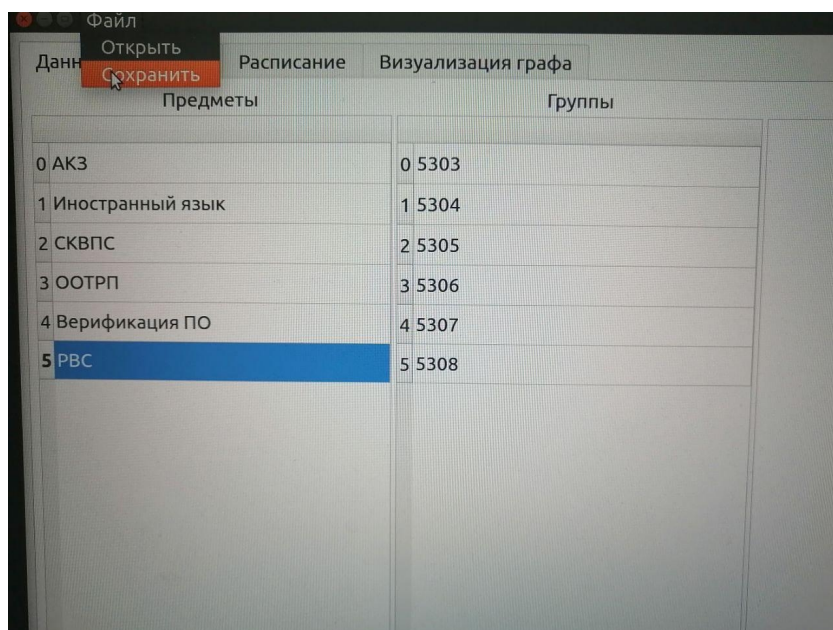 Файл
Открыть
Сохранить
Расписание Визуализация графа
Предметы Группы
0 АКЗ
1 Иностранный язык
2 СКВПС
3 ООТРП
4 Верификация ПО
5 РВС
0 5303
1 5304
2 5305
3 5306
4 5307
5 5308